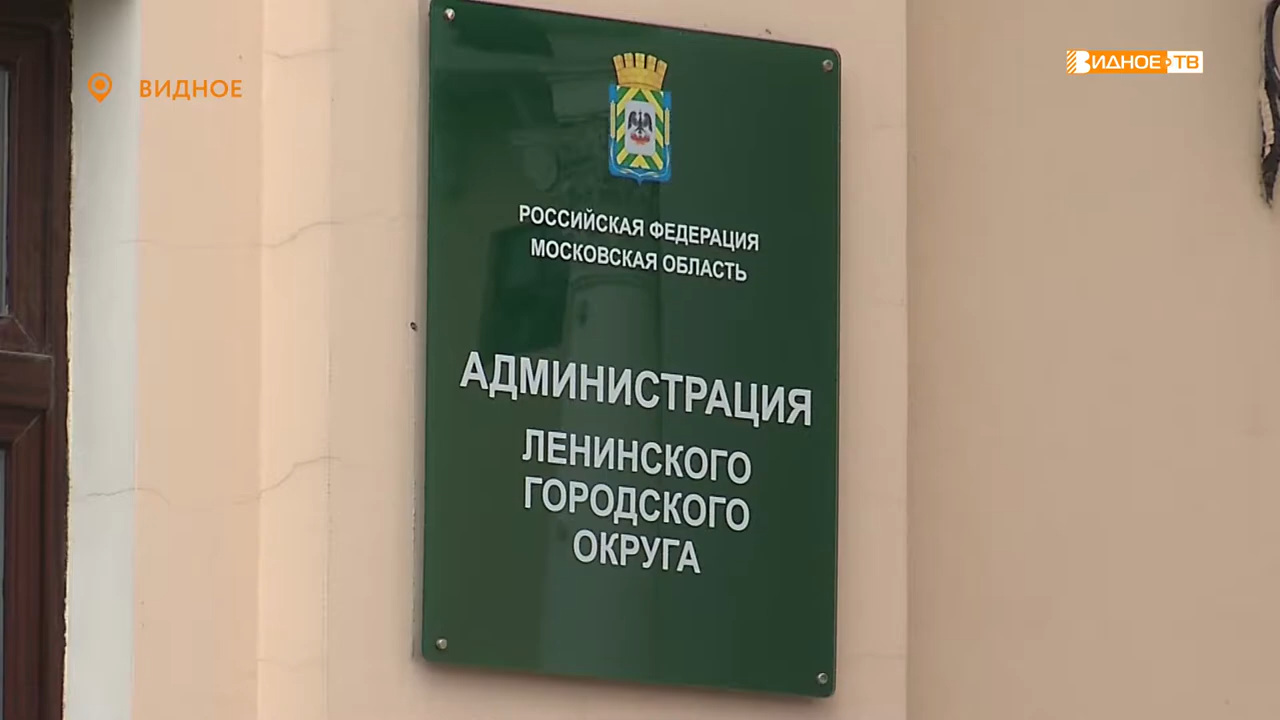 ВИДНОЕ
ВИДНОЕ ТВ
РОССИЙСКАЯ ФЕДЕРАЦИЯ
МОСКОВСКАЯ ОБЛАСТЬ
АДМИНИСТРАЦИЯ
ЛЕНИНСКОГО
ГОРОДСКОГО
ОКРУГА